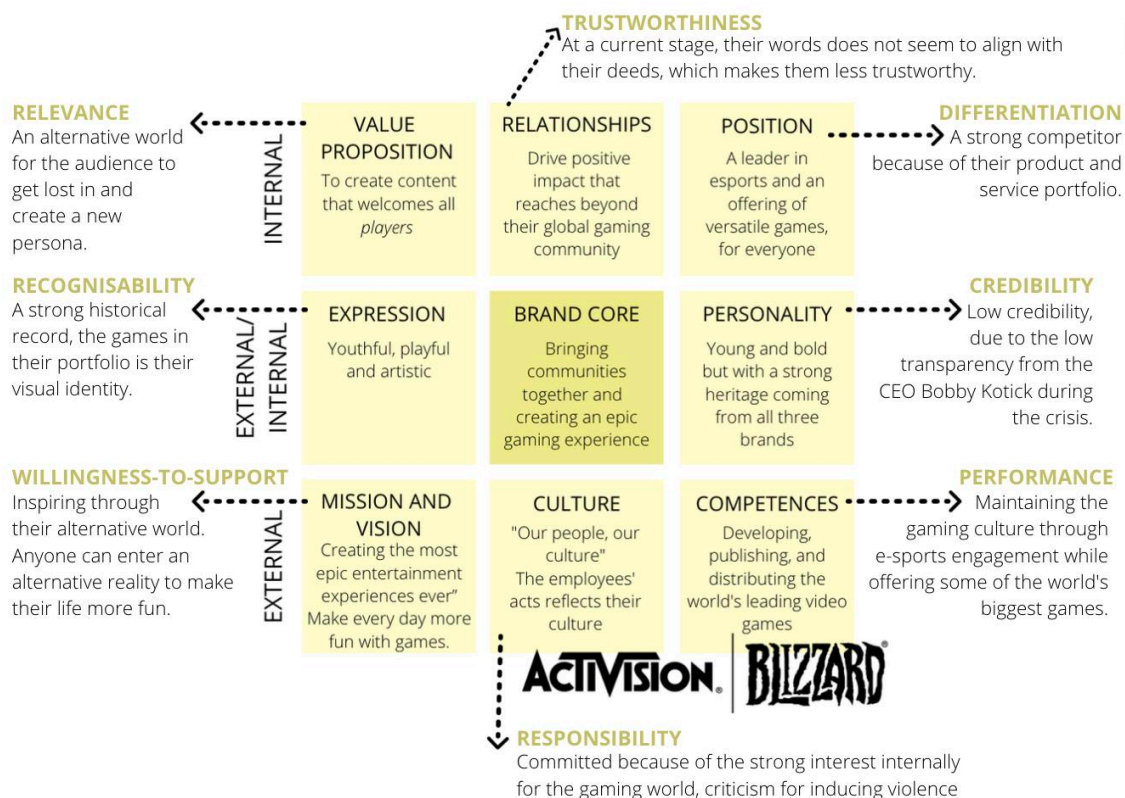 TRUSTWORTHINESS
At a current stage, their words does not seem to align with
their deeds, which makes them less trustworthy.
RELEVANCE
An alternative world
for the audience to
get lost in and
create a new
persona.
INTERNAL
VALUE
PROPOSITION
To create content
that welcomes all
players
RELATIONSHIPS
Drive positive
impact that
reaches beyond
their global gaming
community
POSITION
A leader in
esports and an
offering of
versatile games,
for everyone
DIFFERENTIATION
A strong competitor
because of their product and
service portfolio.
RECOGNISABILITY
A strong historical
record, the games in
their portfolio is their
visual identity.
EXTERNAL/
INTERNAL
EXPRESSION
Youthful, playful
and artistic
BRAND CORE
Bringing
communities
together and
creating an epic
gaming experience
PERSONALITY
Young and bold
but with a strong
heritage coming
from all three
brands
CREDIBILITY
Low credibility,
due to the low
transparency from the
CEO Bobby Kotick during
the crisis.
WILLINGNESS-TO-SUPPORT
Inspiring through
their alternative world.
Anyone can enter an
alternative reality to make
their life more fun.
EXTERNAL
MISSION AND
VISION
Creating the most
epic entertainment
experiences ever”
Make every day more
fun with games.
CULTURE
"Our people, our
culture"
The employees'
acts reflects their
culture
COMPETENCES
Developing,
publishing, and
distributing the
world's leading video
games
PERFORMANCE
Maintaining the
gaming culture through
e-sports engagement while
offering some of the world's
biggest games.
ACTIVISION® BLIZZARD®
RESPONSIBILITY
Committed because of the strong interest internally
for the gaming world, criticism for inducing violence